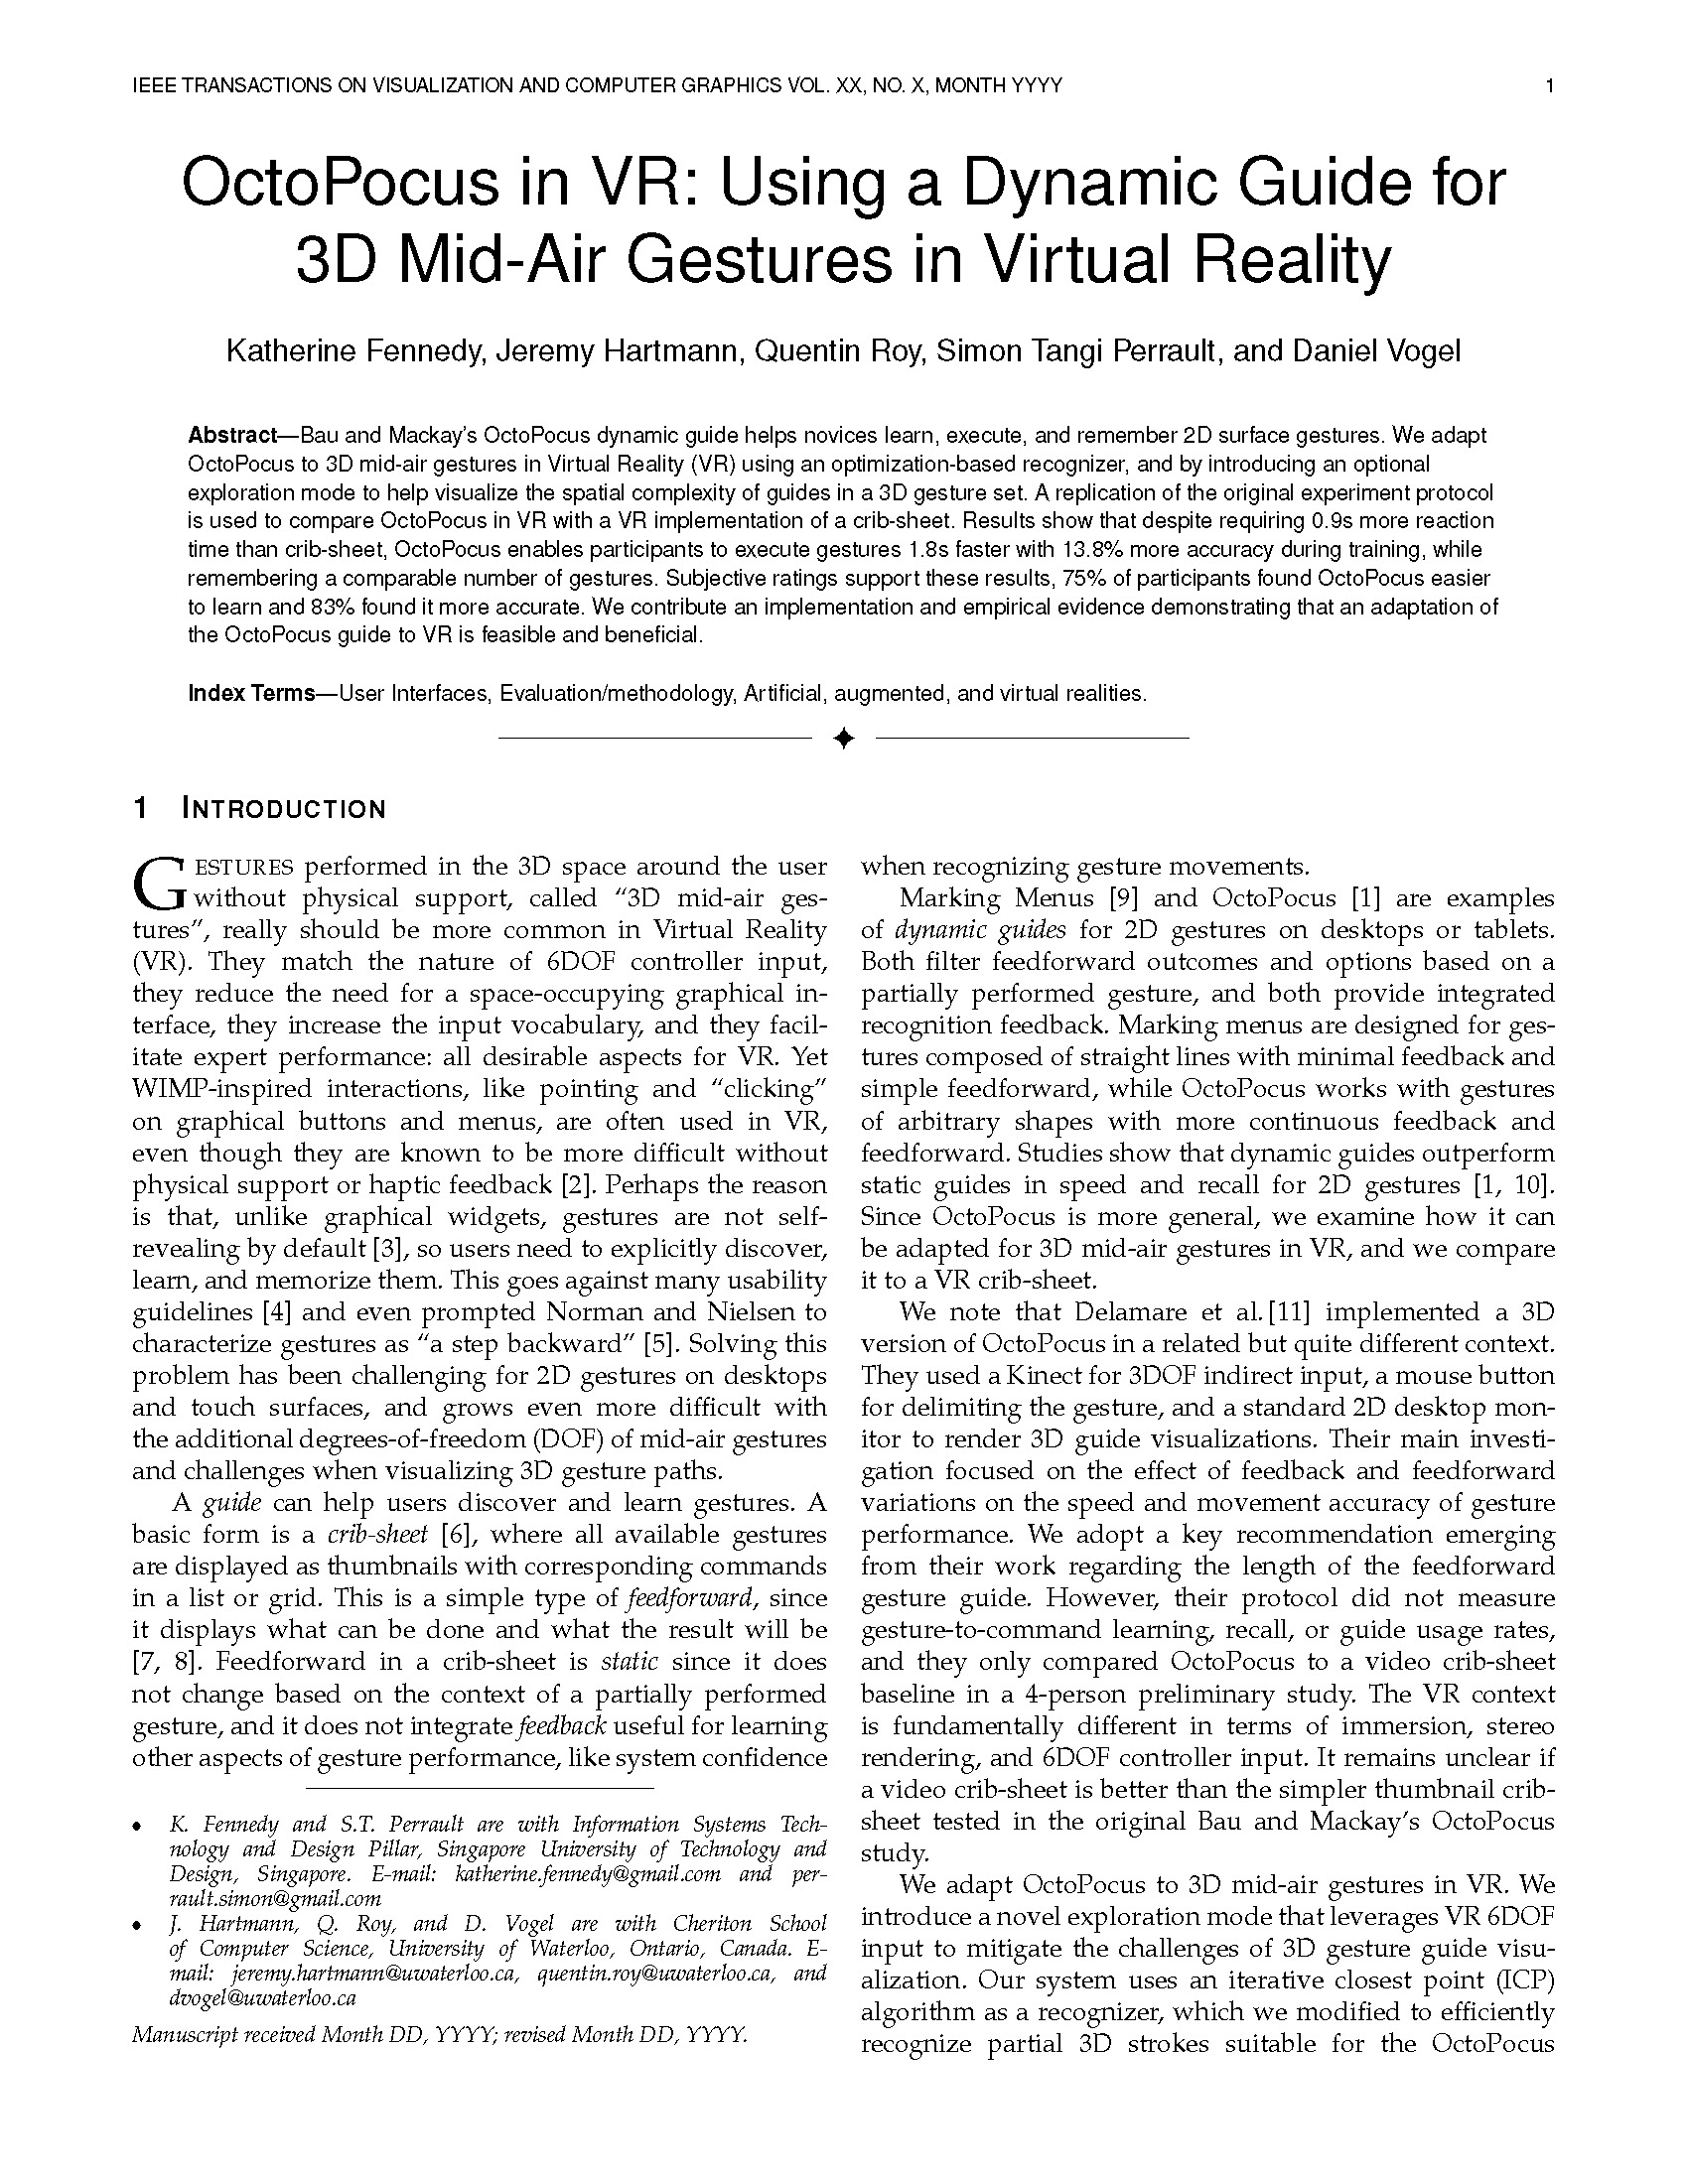 IEEE TRANSACTIONS ON VISUALIZATION AND COMPUTER GRAPHICS VOL. XX, NO. X, MONTH YYYY 1
OctoPocus in VR: Using a Dynamic Guide for
3D Mid-Air Gestures in Virtual Reality
Katherine Fennedy, Jeremy Hartmann, Quentin Roy, Simon Tangi Perrault, and Daniel Vogel
Abstract—Bau and Mackay's OctoPocus dynamic guide helps novices learn, execute, and remember 2D surface gestures. We adapt
OctoPocus to 3D mid-air gestures in Virtual Reality (VR) using an optimization-based recognizer, and by introducing an optional
exploration mode to help visualize the spatial complexity of guides in a 3D gesture set. A replication of the original experiment protocol
is used to compare OctoPocus in VR with a VR implementation of a crib-sheet. Results show that despite requiring 0.9s more reaction
time than crib-sheet, OctoPocus enables participants to execute gestures 1.8s faster with 13.8% more accuracy during training, while
remembering a comparable number of gestures. Subjective ratings support these results, 75% of participants found OctoPocus easier
to learn and 83% found it more accurate. We contribute an implementation and empirical evidence demonstrating that an adaptation of
the OctoPocus guide to VR is feasible and beneficial.
Index Terms—User Interfaces, Evaluation/methodology, Artificial, augmented, and virtual realities.
1 INTRODUCTION
GESTURES performed in the 3D space around the user
without physical support, called "3D mid-air ges-
tures", really should be more common in Virtual Reality
(VR). They match the nature of 6DOF controller input,
they reduce the need for a space-occupying graphical in-
terface, they increase the input vocabulary, and they facil-
itate expert performance: all desirable aspects for VR. Yet
WIMP-inspired interactions, like pointing and "clicking"
on graphical buttons and menus, are often used in VR,
even though they are known to be more difficult without
physical support or haptic feedback [2]. Perhaps the reason
is that, unlike graphical widgets, gestures are not self-
revealing by default [3], so users need to explicitly discover,
learn, and memorize them. This goes against many usability
guidelines [4] and even prompted Norman and Nielsen to
characterize gestures as "a step backward" [5]. Solving this
problem has been challenging for 2D gestures on desktops
and touch surfaces, and grows even more difficult with
the additional degrees-of-freedom (DOF) of mid-air gestures
and challenges when visualizing 3D gesture paths.
A guide can help users discover and learn gestures. A
basic form is a crib-sheet [6], where all available gestures
are displayed as thumbnails with corresponding commands
in a list or grid. This is a simple type of feedforward, since
it displays what can be done and what the result will be
[7, 8]. Feedforward in a crib-sheet is static since it does
not change based on the context of a partially performed
gesture, and it does not integrate feedback useful for learning
other aspects of gesture performance, like system confidence
• K. Fennedy and S.T. Perrault are with Information Systems Tech-
nology and Design Pillar, Singapore University of Technology and
Design, Singapore. E-mail: katherine.fennedy@gmail.com and per-
rault.simon@gmail.com
• J. Hartmann, Q. Roy, and D. Vogel are with Cheriton School
of Computer Science, University of Waterloo, Ontario, Canada. E-
mail: jeremy.hartmann@uwaterloo.ca, quentin.roy@uwaterloo.ca, and
dvogel@uwaterloo.ca
Manuscript received Month DD, YYYY; revised Month DD, YYYY.
when recognizing gesture movements.
Marking Menus [9] and OctoPocus [1] are examples
of dynamic guides for 2D gestures on desktops or tablets.
Both filter feedforward outcomes and options based on a
partially performed gesture, and both provide integrated
recognition feedback. Marking menus are designed for ges-
tures composed of straight lines with minimal feedback and
simple feedforward, while OctoPocus works with gestures
of arbitrary shapes with more continuous feedback and
feedforward. Studies show that dynamic guides outperform
static guides in speed and recall for 2D gestures [1, 10].
Since OctoPocus is more general, we examine how it can
be adapted for 3D mid-air gestures in VR, and we compare
it to a VR crib-sheet.
We note that Delamare et al. [11] implemented a 3D
version of OctoPocus in a related but quite different context.
They used a Kinect for 3DOF indirect input, a mouse button
for delimiting the gesture, and a standard 2D desktop mon-
itor to render 3D guide visualizations. Their main investi-
gation focused on the effect of feedback and feedforward
variations on the speed and movement accuracy of gesture
performance. We adopt a key recommendation emerging
from their work regarding the length of the feedforward
gesture guide. However, their protocol did not measure
gesture-to-command learning, recall, or guide usage rates,
and they only compared OctoPocus to a video crib-sheet
baseline in a 4-person preliminary study. The VR context
is fundamentally different in terms of immersion, stereo
rendering, and 6DOF controller input. It remains unclear if
a video crib-sheet is better than the simpler thumbnail crib-
sheet tested in the original Bau and Mackay's OctoPocus
study.
We adapt OctoPocus to 3D mid-air gestures in VR. We
introduce a novel exploration mode that leverages VR 6DOF
input to mitigate the challenges of 3D gesture guide visu-
alization. Our system uses an iterative closest point (ICP)
algorithm as a recognizer, which we modified to efficiently
recognize partial 3D strokes suitable for the OctoPocus